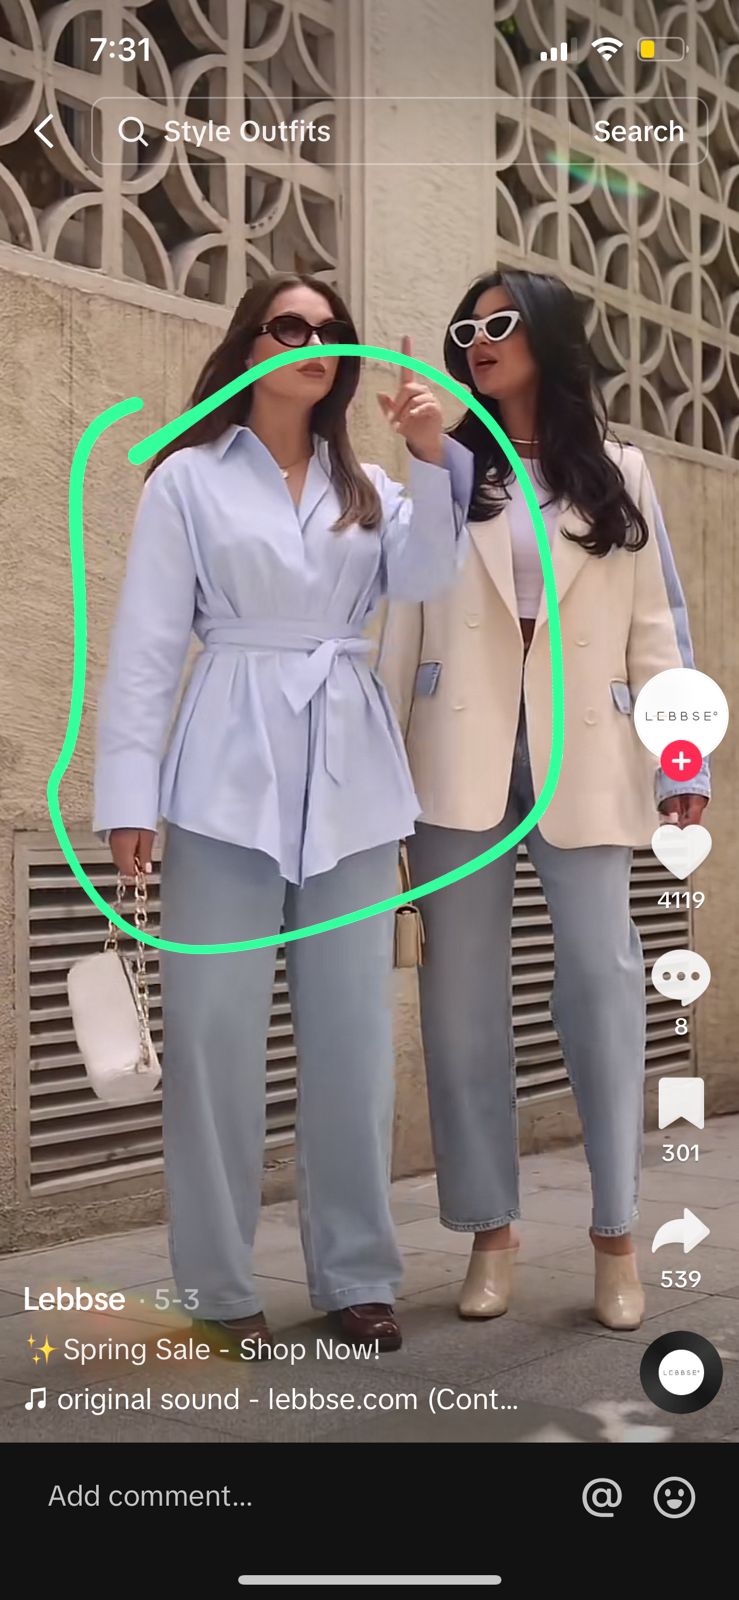 7:31
Style Outfits
Search
LEBBSE®
4119
8
301
539
Lebbse · 5-3
✨ Spring Sale - Shop Now!
original sound - lebbse.com (Cont...
LEBBSE®
Add comment...
@